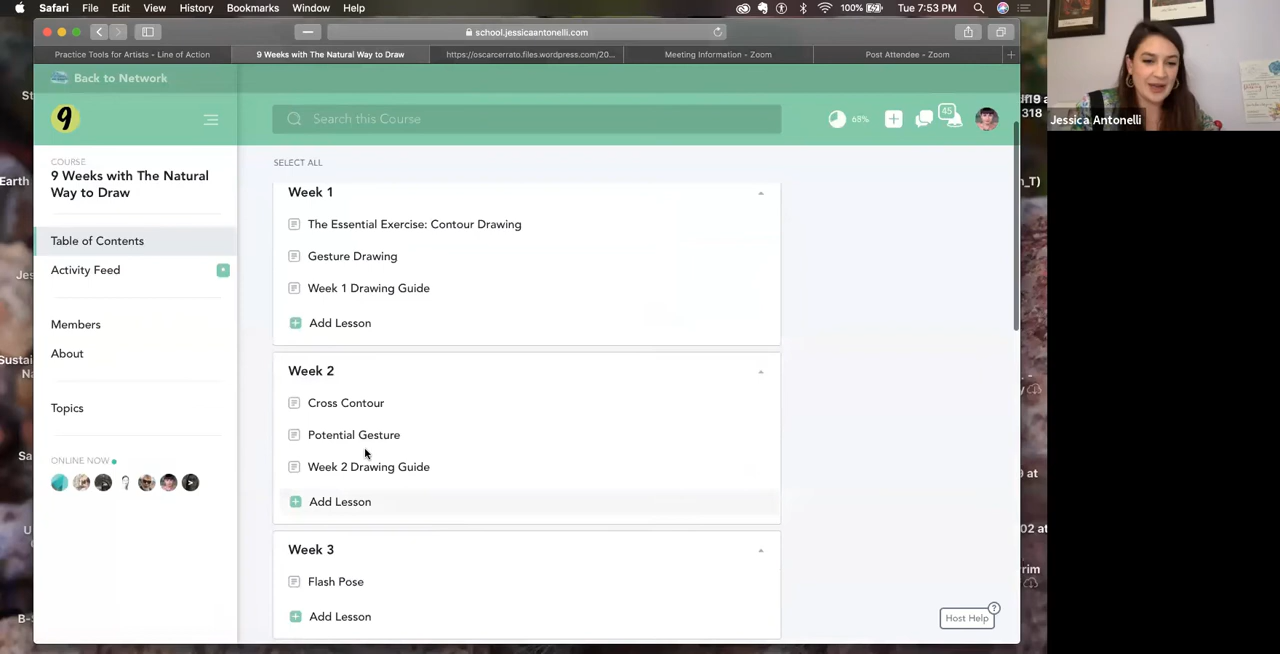 Safari File Edit View History Bookmarks Window Help
100% Tue 7:53 PM
school.jessicaantonelli.com
Practice Tools for Artists - Line of Action
9 Weeks with The Natural Way to Draw
https://oscarcerrato.files.wordpress.com/20...
Meeting Information - Zoom
Post Attendee - Zoom
Back to Network
9
Search this Course
68%
45
COURSE
9 Weeks with The Natural
Way to Draw
Table of Contents
Activity Feed
Members
About
Topics
ONLINE NOW
SELECT ALL
Week 1
The Essential Exercise: Contour Drawing
Gesture Drawing
Week 1 Drawing Guide
Add Lesson
Week 2
Cross Contour
Potential Gesture
Week 2 Drawing Guide
Add Lesson
Week 3
Flash Pose
Add Lesson
Host Help
?
Jessica Antonelli
Earth
318